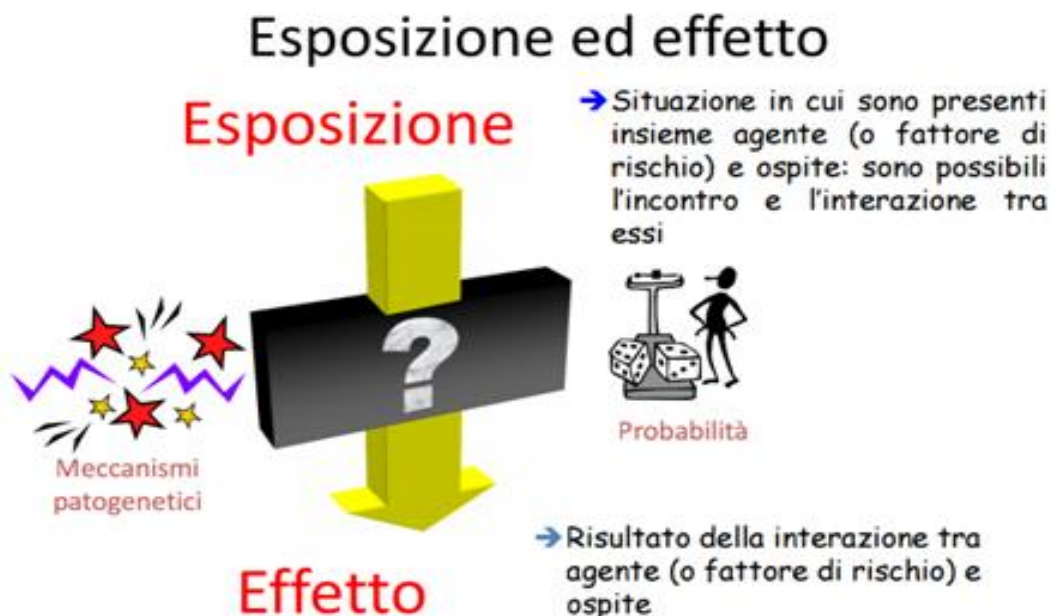 Esposizione ed effetto
Esposizione
➔ Situazione in cui sono presenti
insieme agente (o fattore di
rischio) e ospite: sono possibili
l'incontro e l'interazione tra
essi
?
Probabilità
Meccanismi
patogenetici
Effetto
➔ Risultato della interazione tra
agente (o fattore di rischio) e
ospite